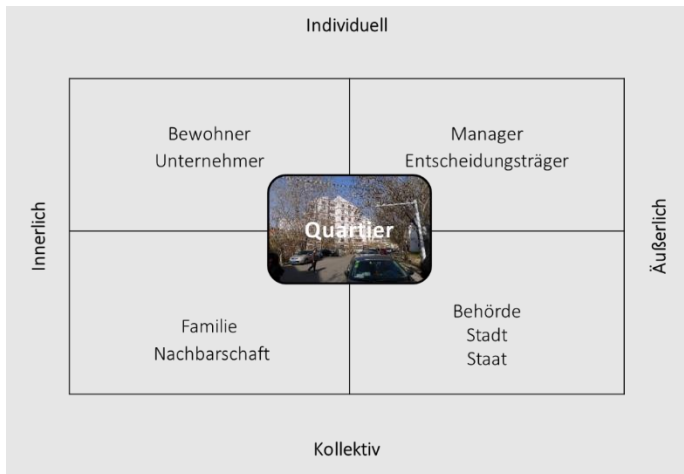 Individuell
Bewohner
Unternehmer
Manager
Entscheidungsträger
Innerlich
Quartier
Äußerlich
Familie
Nachbarschaft
Behörde
Stadt
Staat
Kollektiv